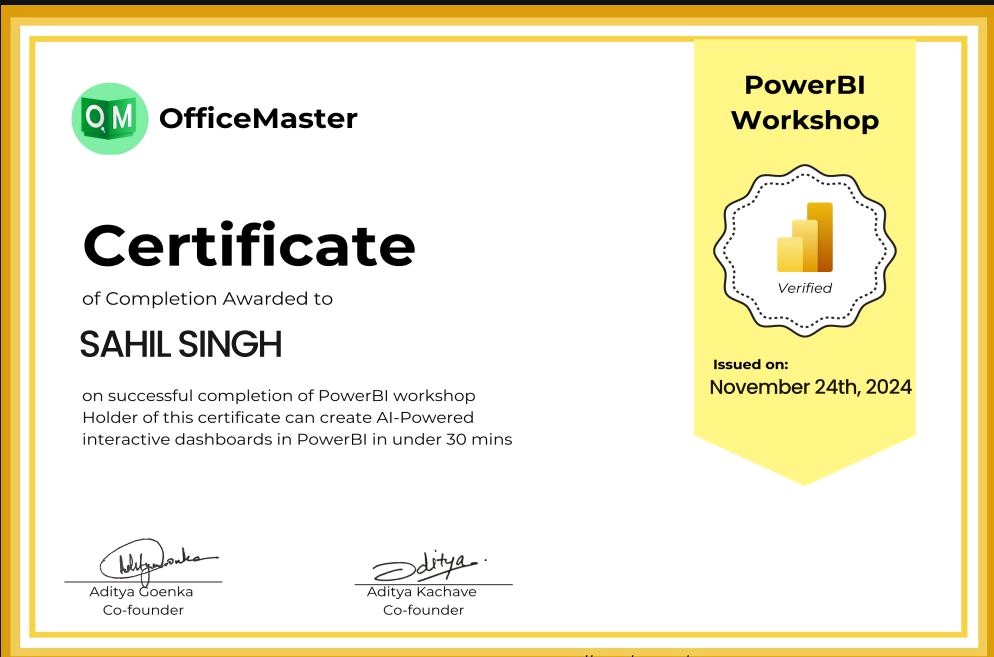 OM OfficeMaster
Certificate
of Completion Awarded to
SAHIL SINGH
on successful completion of PowerBI workshop
Holder of this certificate can create AI-Powered
interactive dashboards in PowerBI in under 30 mins
Aditya Goenka
Co-founder
Aditya
Aditya Kachave
Co-founder
PowerBI
Workshop
Verified
Issued on:
November 24th, 2024